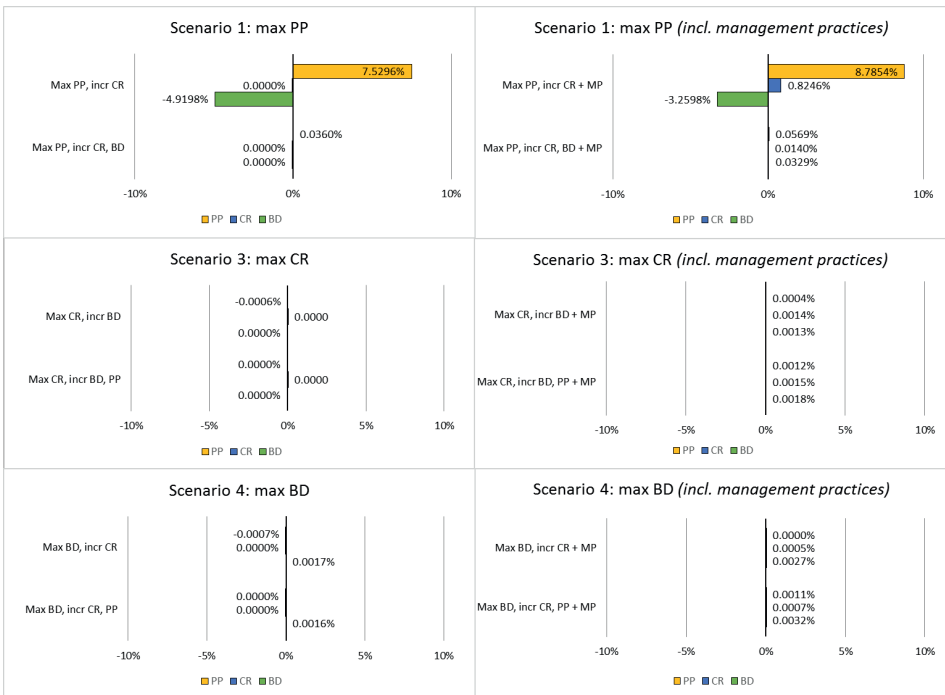 Scenario 1: max PP
Max PP, incr CR
7.5296%
0.0000%
-4.9198%
Max PP, incr CR, BD
0.0360%
0.0000%
0.0000%
-10%
0%
10%
PP CR BD
Scenario 1: max PP (incl. management practices)
Max PP, incr CR + MP
8.7854%
0.8246%
-3.2598%
Max PP, incr CR, BD + MP
0.0569%
0.0140%
0.0329%
-10%
0%
10%
PP CR BD
Scenario 3: max CR
Max CR, incr BD
-0.0006%
0.0000
0.0000%
Max CR, incr BD, PP
0.0000%
0.0000
0.0000%
-10%
-5%
0%
5%
10%
PP CR BD
Scenario 3: max CR (incl. management practices)
Max CR, incr BD + MP
0.0004%
0.0014%
0.0013%
Max CR, incr BD, PP + MP
0.0012%
0.0015%
0.0018%
-10%
-5%
0%
5%
10%
PP CR BD
Scenario 4: max BD
Max BD, incr CR
-0.0007%
0.0000%
0.0017%
Max BD, incr CR, PP
0.0000%
0.0000%
0.0016%
-10%
-5%
0%
5%
10%
PP CR BD
Scenario 4: max BD (incl. management practices)
Max BD, incr CR + MP
0.0000%
0.0005%
0.0027%
Max BD, incr CR, PP + MP
0.0011%
0.0007%
0.0032%
-10%
-5%
0%
5%
10%
PP CR BD